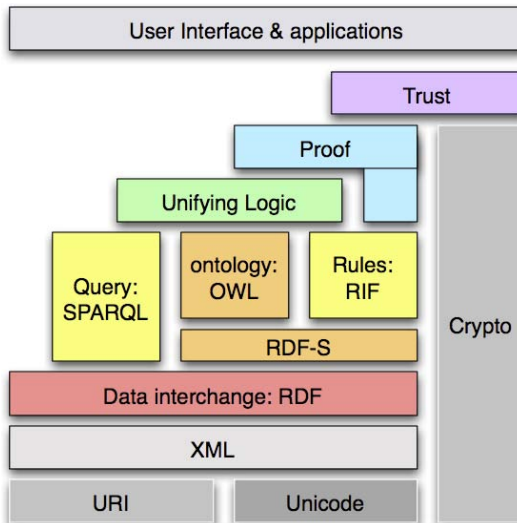 User Interface & applications
Trust
Proof
Unifying Logic
Query:
SPARQL
ontology:
OWL
Rules:
RIF
Crypto
RDF-S
Data interchange: RDF
XML
URI
Unicode